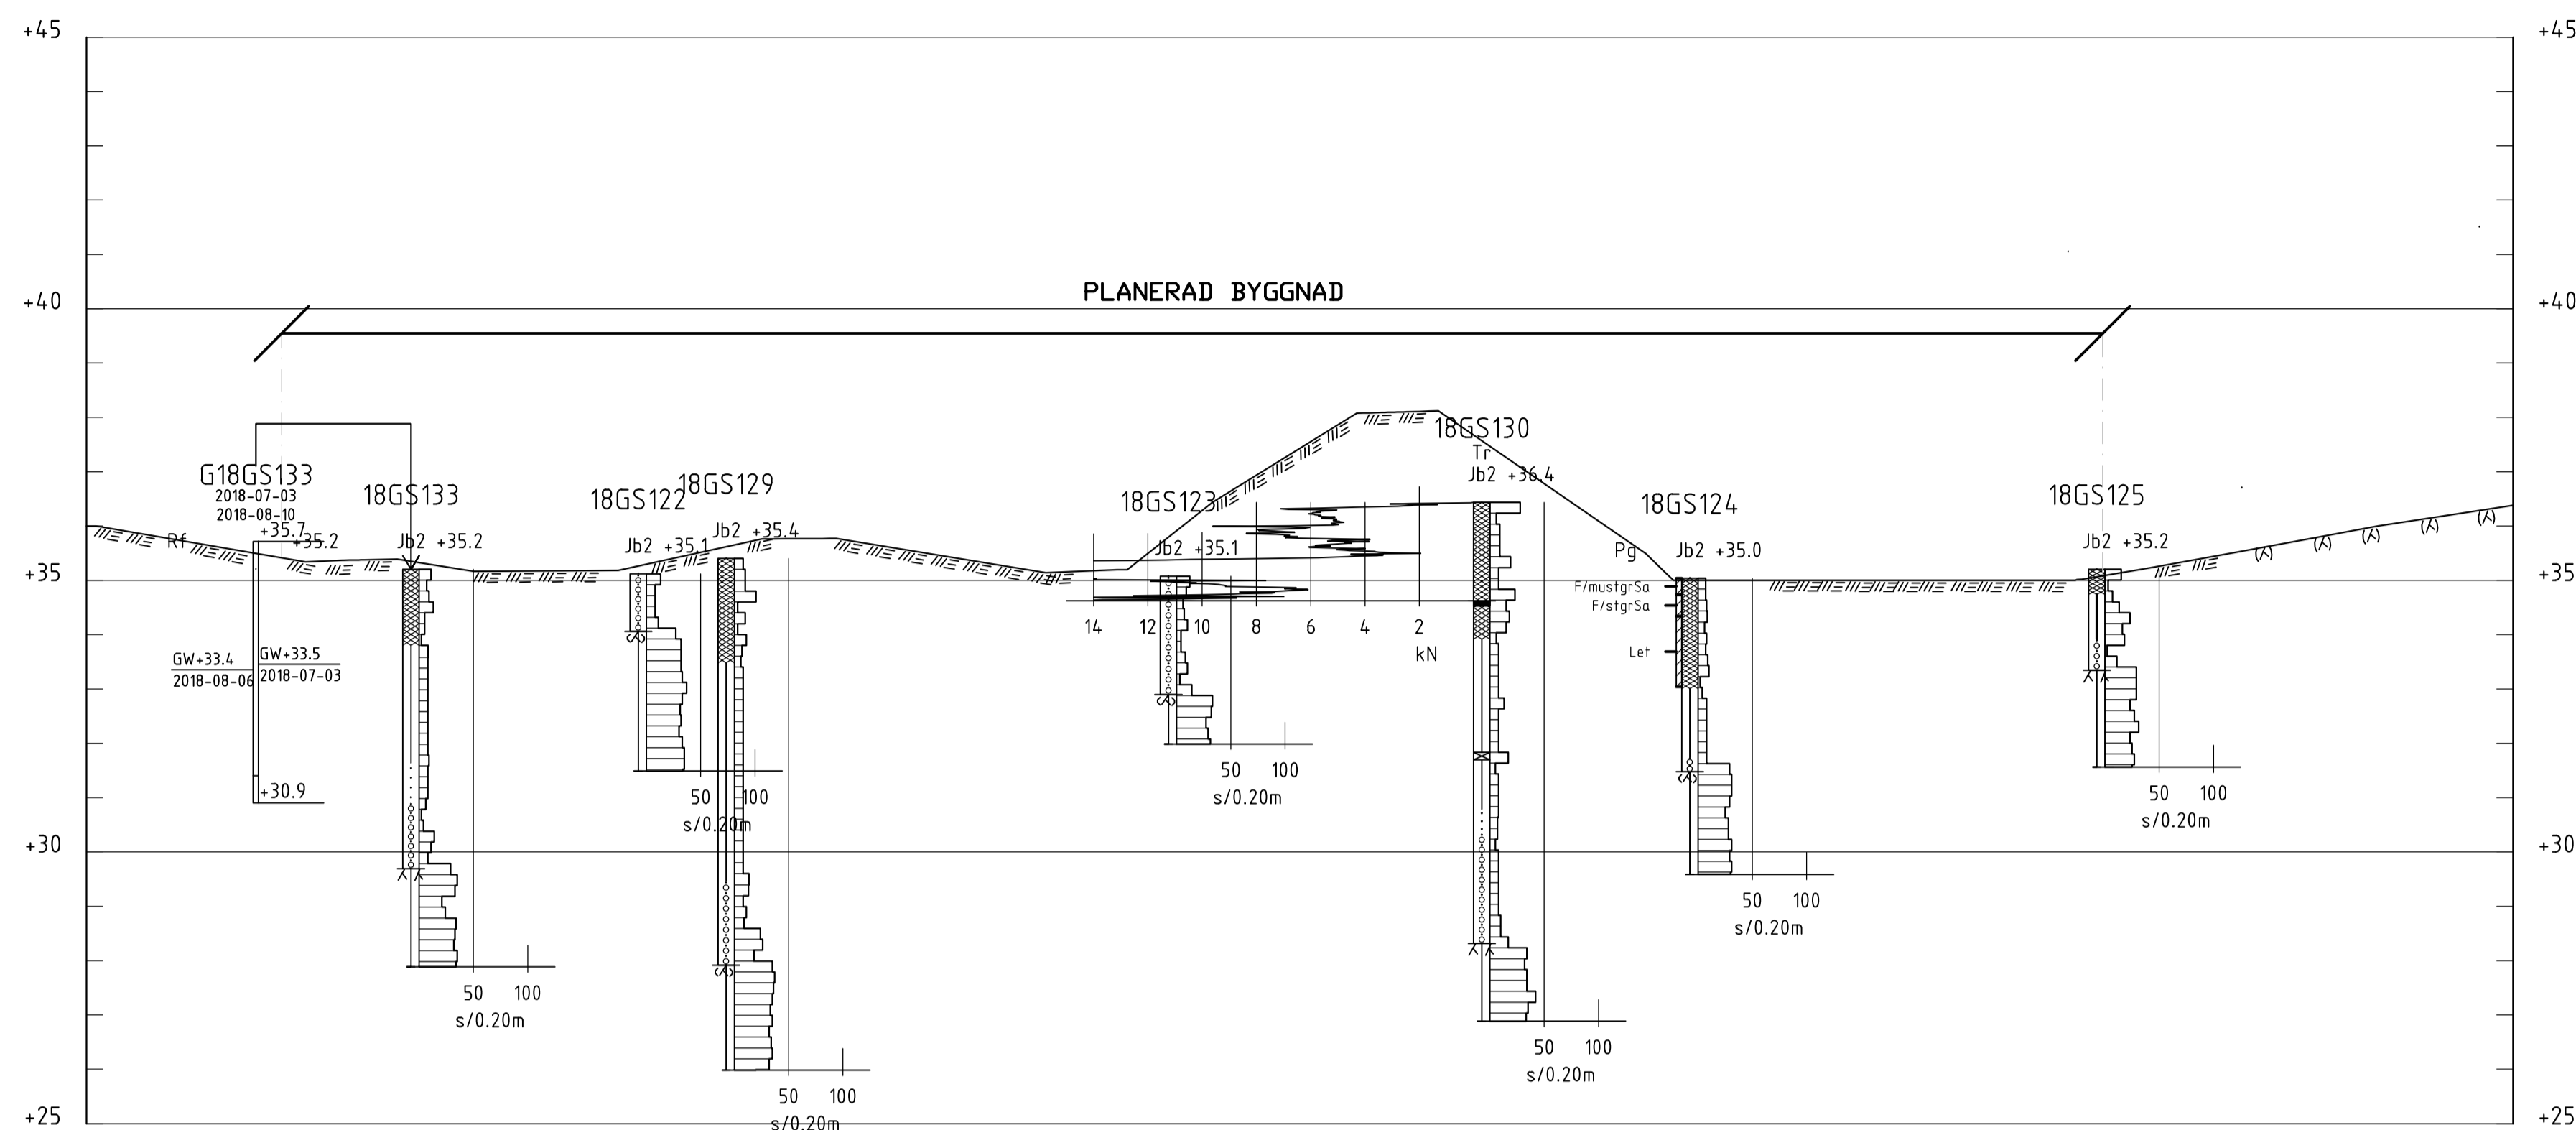 +45
+45
PLANERAD BYGGNAD
+40
+40
G18GS133
2018-07-03
2018-08-10
+35.7
Rf
+35.2
18GS133
Jb2 +35.2
18GS122
Jb2 +35.1
18GS129
Jb2 +35.4
18GS123
Jb2 +35.1
18GS130
Tr
Jb2 +36.4
18GS124
Pg
Jb2 +35.0
18GS125
Jb2 +35.2
+35
+35
F/mustgrSa
F/stgrSa
Let
14 12 10 8 6 4 2
kN
GW+33.4
2018-08-06
GW+33.5
2018-07-03
+30.9
50 100
s/0.20m
50 100
s/0.20m
50 100
s/0.20m
+30
+30
50 100
s/0.20m
50 100
s/0.20m
50 100
s/0.20m
50 100
s/0.20m
+25
+25